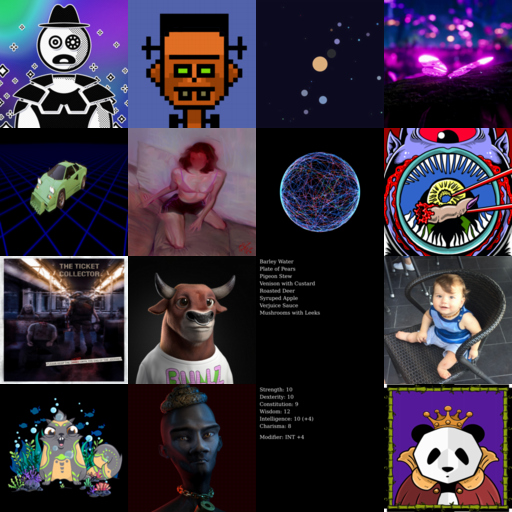 THE TICKET
COLLECTOR
Barley Water
Plate of Pears
Pigeon Stew
Venison with Custard
Roasted Deer
Syruped Apple
Verjuice Sauce
Mushrooms with Leeks
Strength: 10
Dexterity: 10
Constitution: 9
Wisdom: 12
Intelligence: 10 (+4)
Charisma: 8
Modifier: INT +4